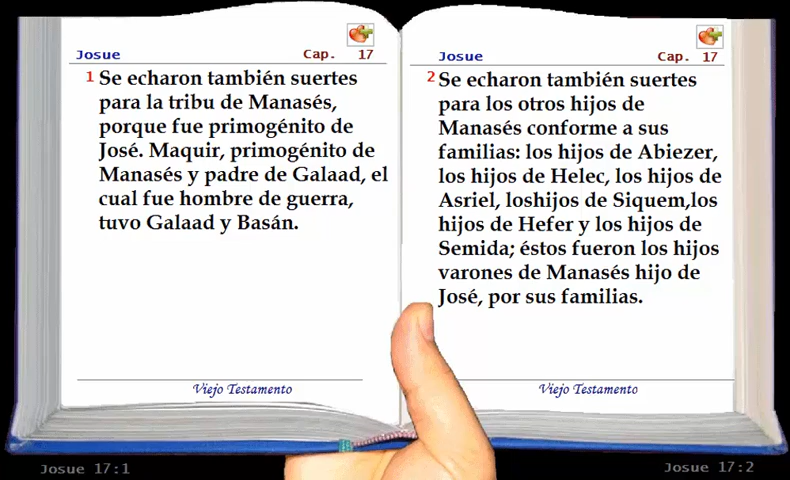 Josue Cap. 17
1 Se echaron también suertes
para la tribu de Manasés,
porque fue primogénito de
José. Maquir, primogénito de
Manasés y padre de Galaad, el
cual fue hombre de guerra,
tuvo Galaad y Basán.
Viejo Testamento
Josue 17:1
Josue Cap. 17
2 Se echaron también suertes
para los otros hijos de
Manasés conforme a sus
familias: los hijos de Abiezer,
los hijos de Helec, los hijos de
Asriel, loshijos de Siquem,los
hijos de Hefer y los hijos de
Semida; éstos fueron los hijos
varones de Manasés hijo de
José, por sus familias.
Viejo Testamento
Josue 17:2